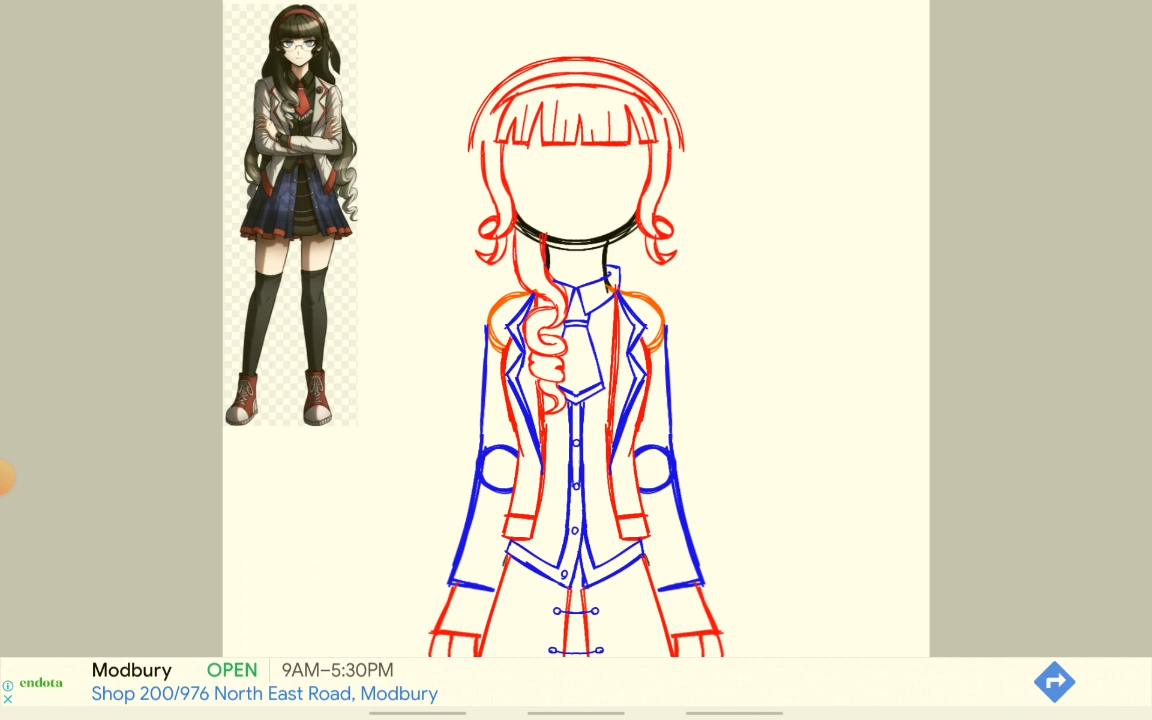 endota
Modbury OPEN 9AM–5:30PM
Shop 200/976 North East Road, Modbury